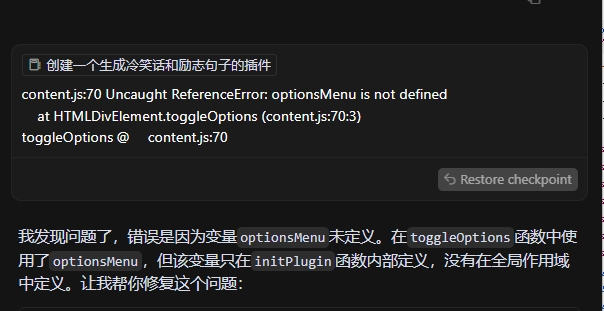 创建一个生成冷笑话和励志句子的插件
content.js:70 Uncaught ReferenceError: optionsMenu is not defined
at HTMLDivElement.toggleOptions (content.js:70:3)
toggleOptions @ content.js:70
Restore checkpoint
我发现问题了，错误是因为变量optionsMenu未定义。在toggleOptions函数中使
用了optionsMenu，但该变量只在initPlugin函数内部定义，没有在全局作用域
中定义。让我帮你修复这个问题：